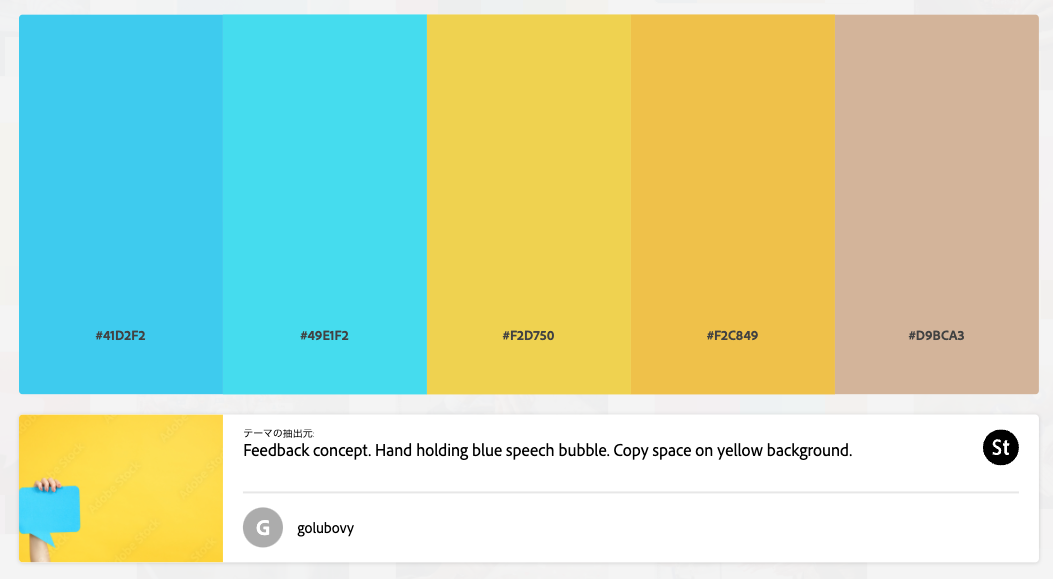 #41D2F2
#49E1F2
#F2D750
#F2C849
#D9BCA3
テーマの抽出元:
Feedback concept. Hand holding blue speech bubble. Copy space on yellow background.
St
G
golubovy